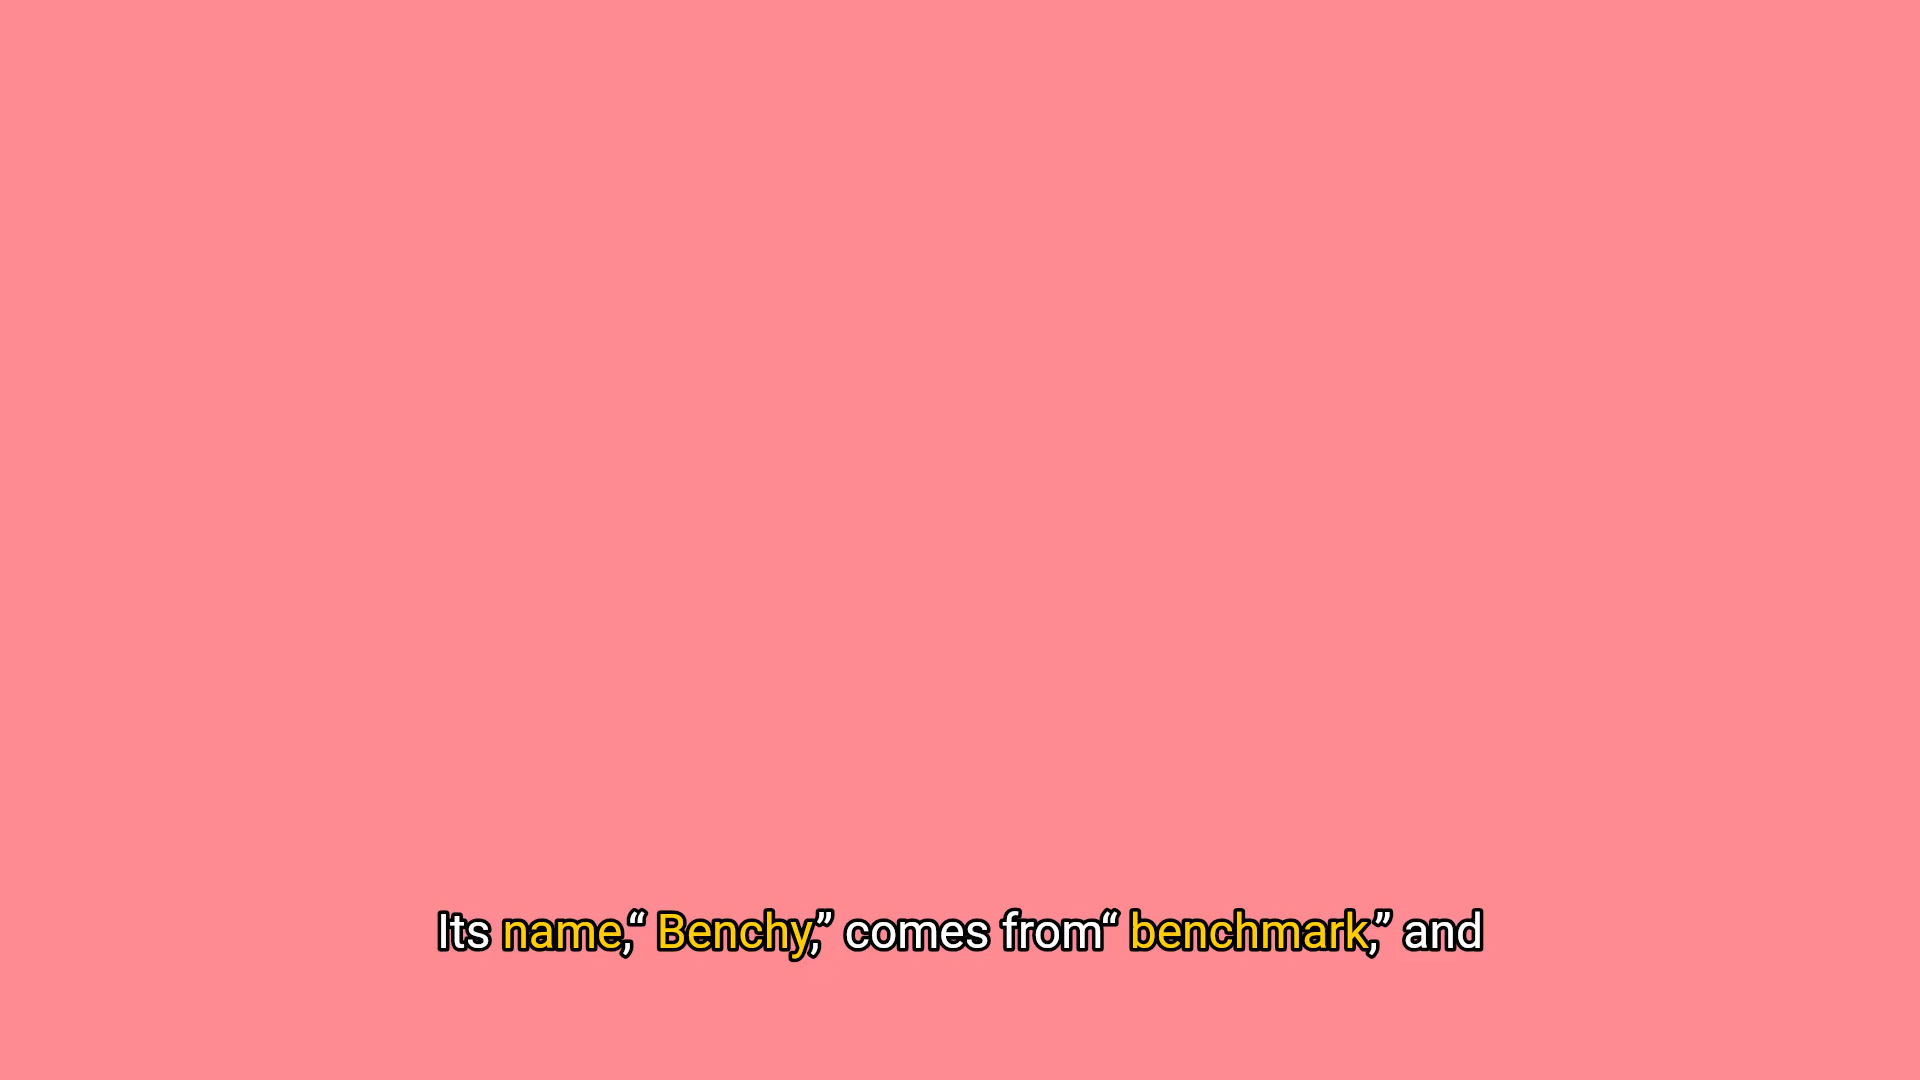 Its name,“ Benchy,” comes from“ benchmark,” and